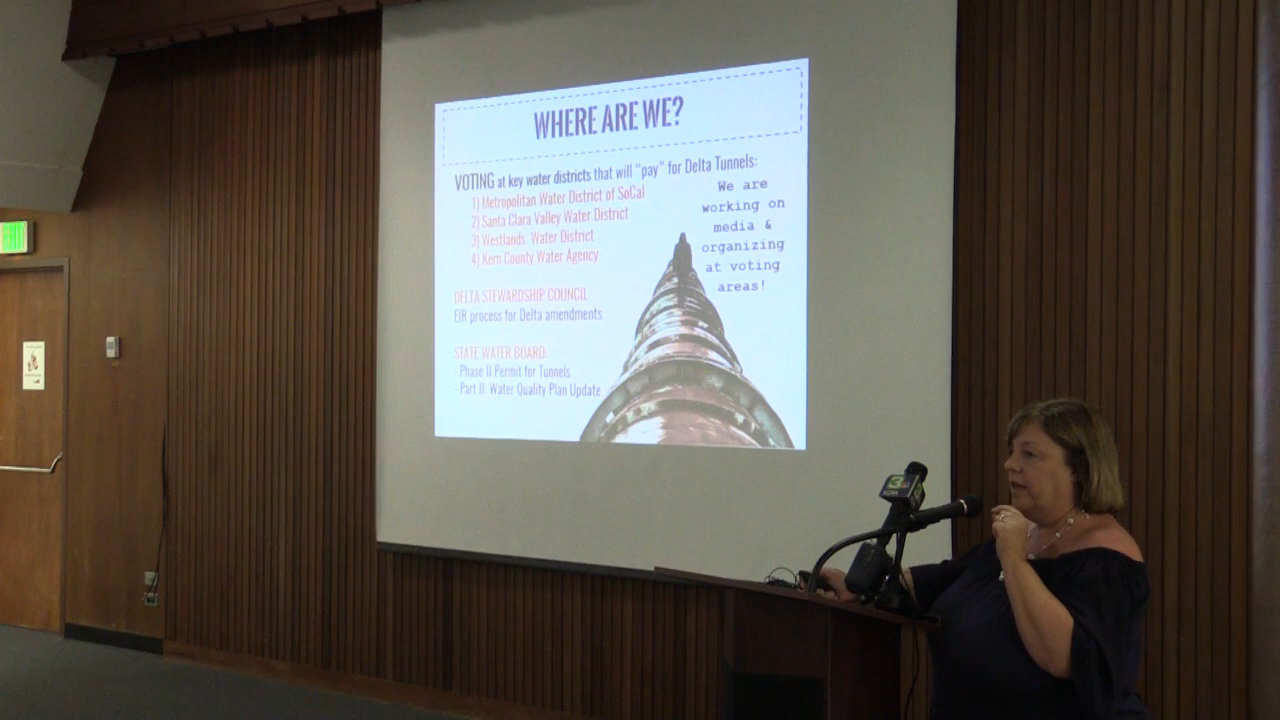 WHERE ARE WE?
VOTING at key water districts that will "pay" for Delta Tunnels:
1) Metropolitan Water District of SoCal
2) Santa Clara Valley Water District
3) Westlands Water District
4) Kern County Water Agency
We are
working on
media &
organizing
at voting
areas!
DELTA STEWARDSHIP COUNCIL
EIR process for Delta amendments
STATE WATER BOARD:
- Phase II Permit for Tunnels
- Part II: Water Quality Plan Update
EXIT
3
KCRA